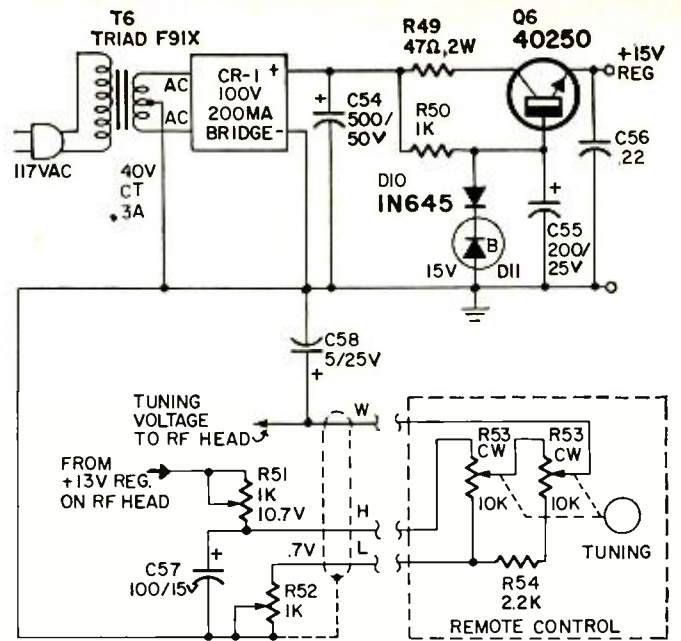 T6
TRIAD F91X
AC
AC
CR-1
100V
200MA
BRIDGE
+
-
117VAC
40V
CT
.3A
+
C54
500/
50V
R49
47Ω,2W
R50
1K
Q6
40250
+15V
REG
C56
.22
D10
1N645
B
15V
D11
+
C55
200/
25V
C58
5/25V
+
TUNING
VOLTAGE
TO RF HEAD
W
FROM
+13V REG.
ON RF HEAD
R51
1K
10.7V
H
.7V
L
+
C57
100/15V
R52
1K
R53
CW
10K
R53
CW
10K
R54
2.2K
TUNING
REMOTE CONTROL